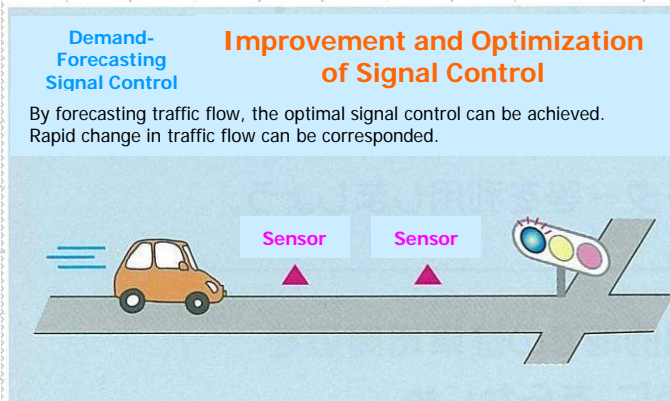 Demand-
Forecasting
Signal Control
Improvement and Optimization
of Signal Control
By forecasting traffic flow, the optimal signal control can be achieved.
Rapid change in traffic flow can be corresponded.
Sensor
Sensor